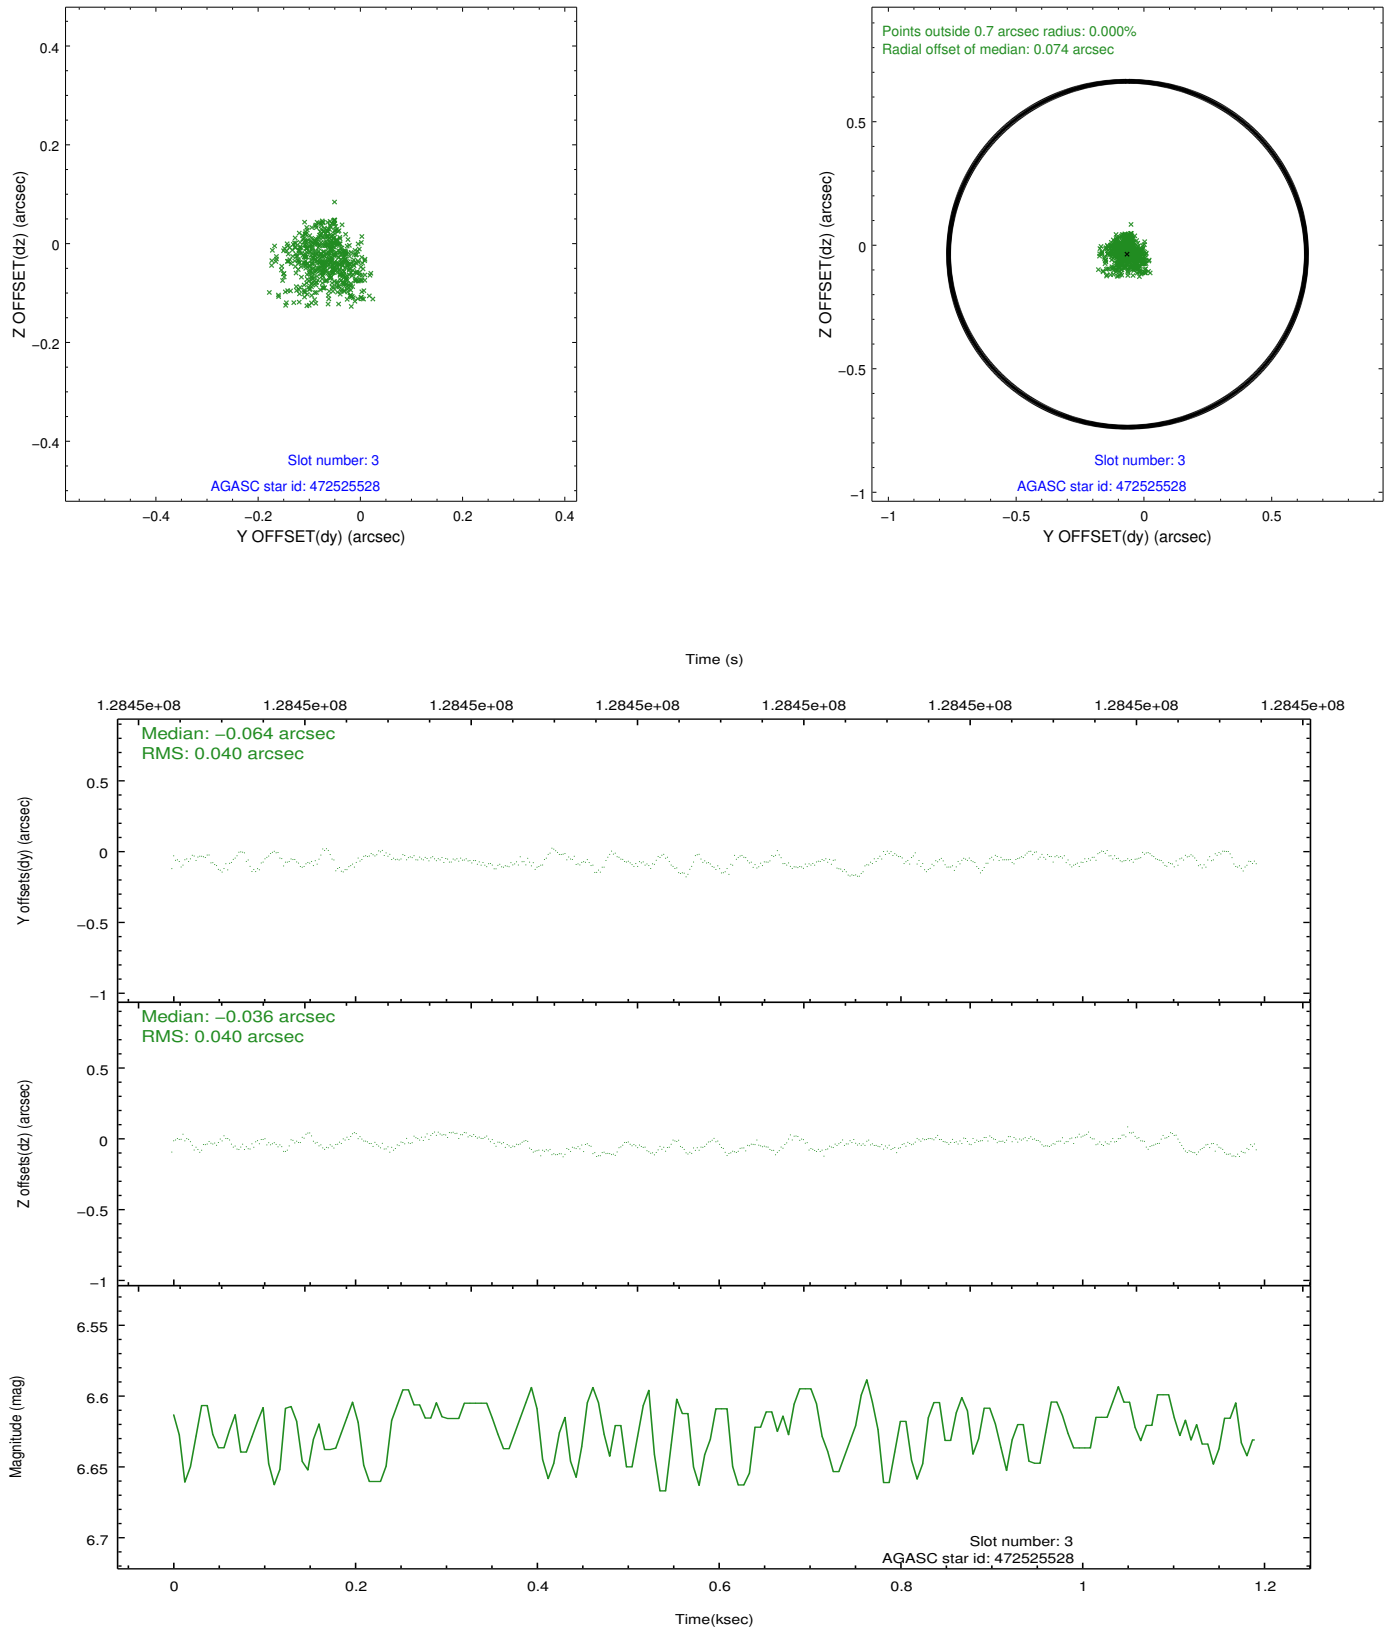 0.4
0.2
0
−0.2
−0.4
Z OFFSET(dz) (arcsec)
Slot number: 3
AGASC star id: 472525528
−0.4 −0.2 0 0.2 0.4
Y OFFSET(dy) (arcsec)
Points outside 0.7 arcsec radius: 0.000%
Radial offset of median: 0.074 arcsec
0.5
0
−0.5
−1
Z OFFSET(dz) (arcsec)
Slot number: 3
AGASC star id: 472525528
−1 −0.5 0 0.5
Y OFFSET(dy) (arcsec)
Time (s)
1.2845e+08 1.2845e+08 1.2845e+08 1.2845e+08 1.2845e+08 1.2845e+08 1.2845e+08 1.2845e+08
Median: −0.064 arcsec
RMS: 0.040 arcsec
0.5
0
−0.5
−1
Y offsets(dy) (arcsec)
Median: −0.036 arcsec
RMS: 0.040 arcsec
0.5
0
−0.5
−1
Z offsets(dz) (arcsec)
6.55
6.6
6.65
6.7
Magnitude (mag)
Slot number: 3
AGASC star id: 472525528
0 0.2 0.4 0.6 0.8 1 1.2
Time(ksec)